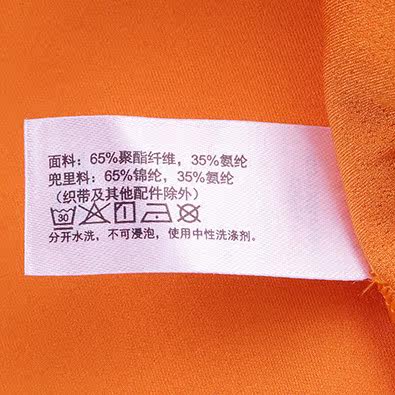 面料：65%聚酯纤维，35%氨纶
兜里料：65%锦纶，35%氨纶
（织带及其他配件除外）
30
分开水洗，不可浸泡，使用中性洗涤剂。